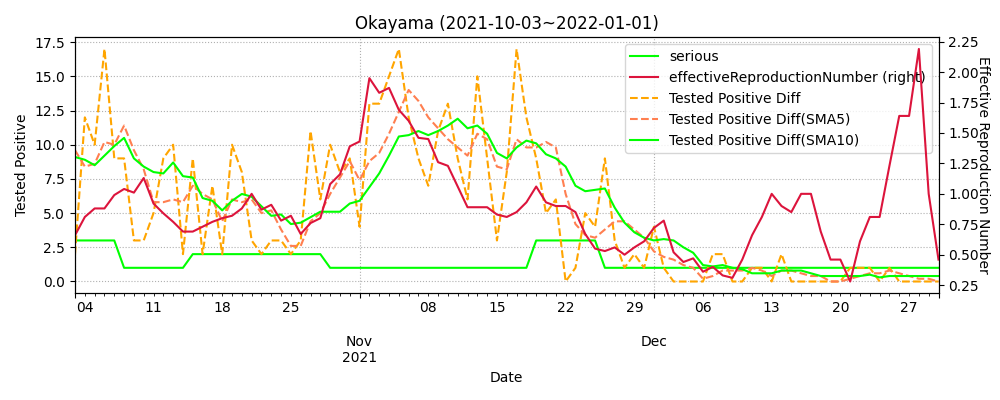 Okayama (2021-10-03~2022-01-01)
17.5
15.0
12.5
10.0
7.5
5.0
2.5
0.0
Tested Positive
serious
effectiveReproductionNumber (right)
Tested Positive Diff
Tested Positive Diff(SMA5)
Tested Positive Diff(SMA10)
2.25
2.00
1.75
1.50
1.25
1.00
0.75
0.50
0.25
Effective Reproduction Number
04 11 18 25 08 15 22 29 06 13 20 27
Nov Dec
2021
Date